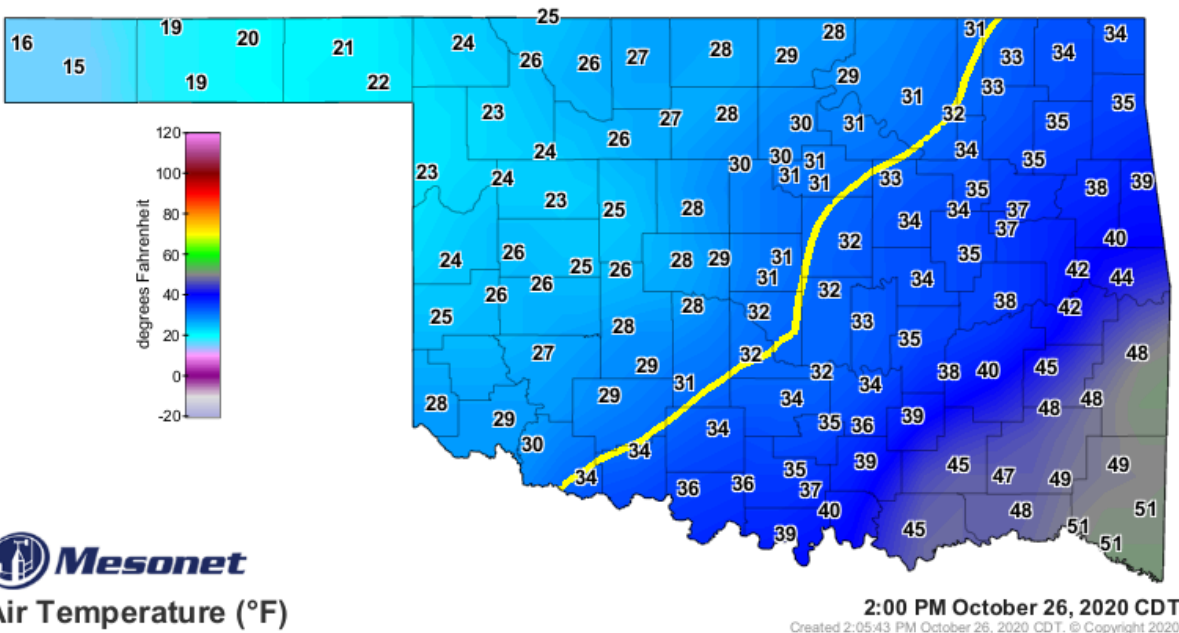 25
16 19 20 21 24 28 31 34
15 26 26 27 28 29 33 34
19 22 29 33
31 35
23 28 32
27 30 31 35
26
24 34
30 30 31 35
23 24 31 31 33 38 39
35
23 25 28 34 37
34 37
32 40
24 26 25 26 28 29 31 35 42
26 31 34 44
26 32
28 32 38 42
25 28 33
35
27 32 48
29 32 38 40 45
31 34
28 29 34 48 48
29 34 35 36 39
30
34 35 39 45 49
34 47 49
36 36 37
40 48 51
39 45 51
51
120
100
80
60
40
20
0
-20
degrees Fahrenheit
Mesonet
Air Temperature (°F)
2:00 PM October 26, 2020 CDT
Created 2:05:43 PM October 26, 2020 CDT. © Copyright 2020